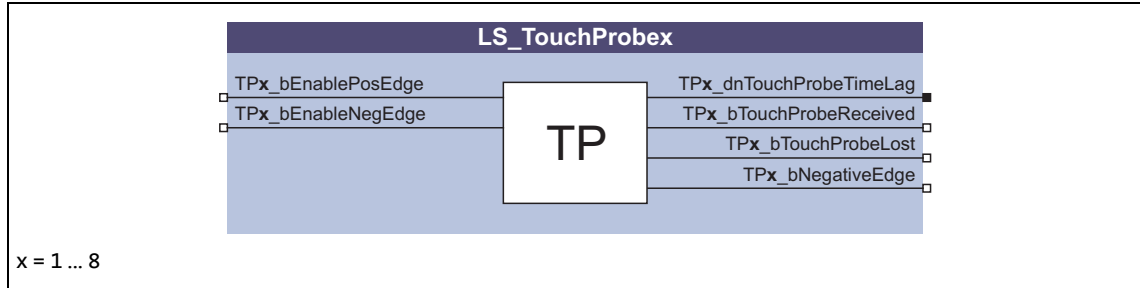 LS_TouchProbex
TPx_bEnablePosEdge
TPx_bEnableNegEdge
TP
TPx_dnTouchProbeTimeLag
TPx_bTouchProbeReceived
TPx_bTouchProbeLost
TPx_bNegativeEdge
x = 1 ... 8